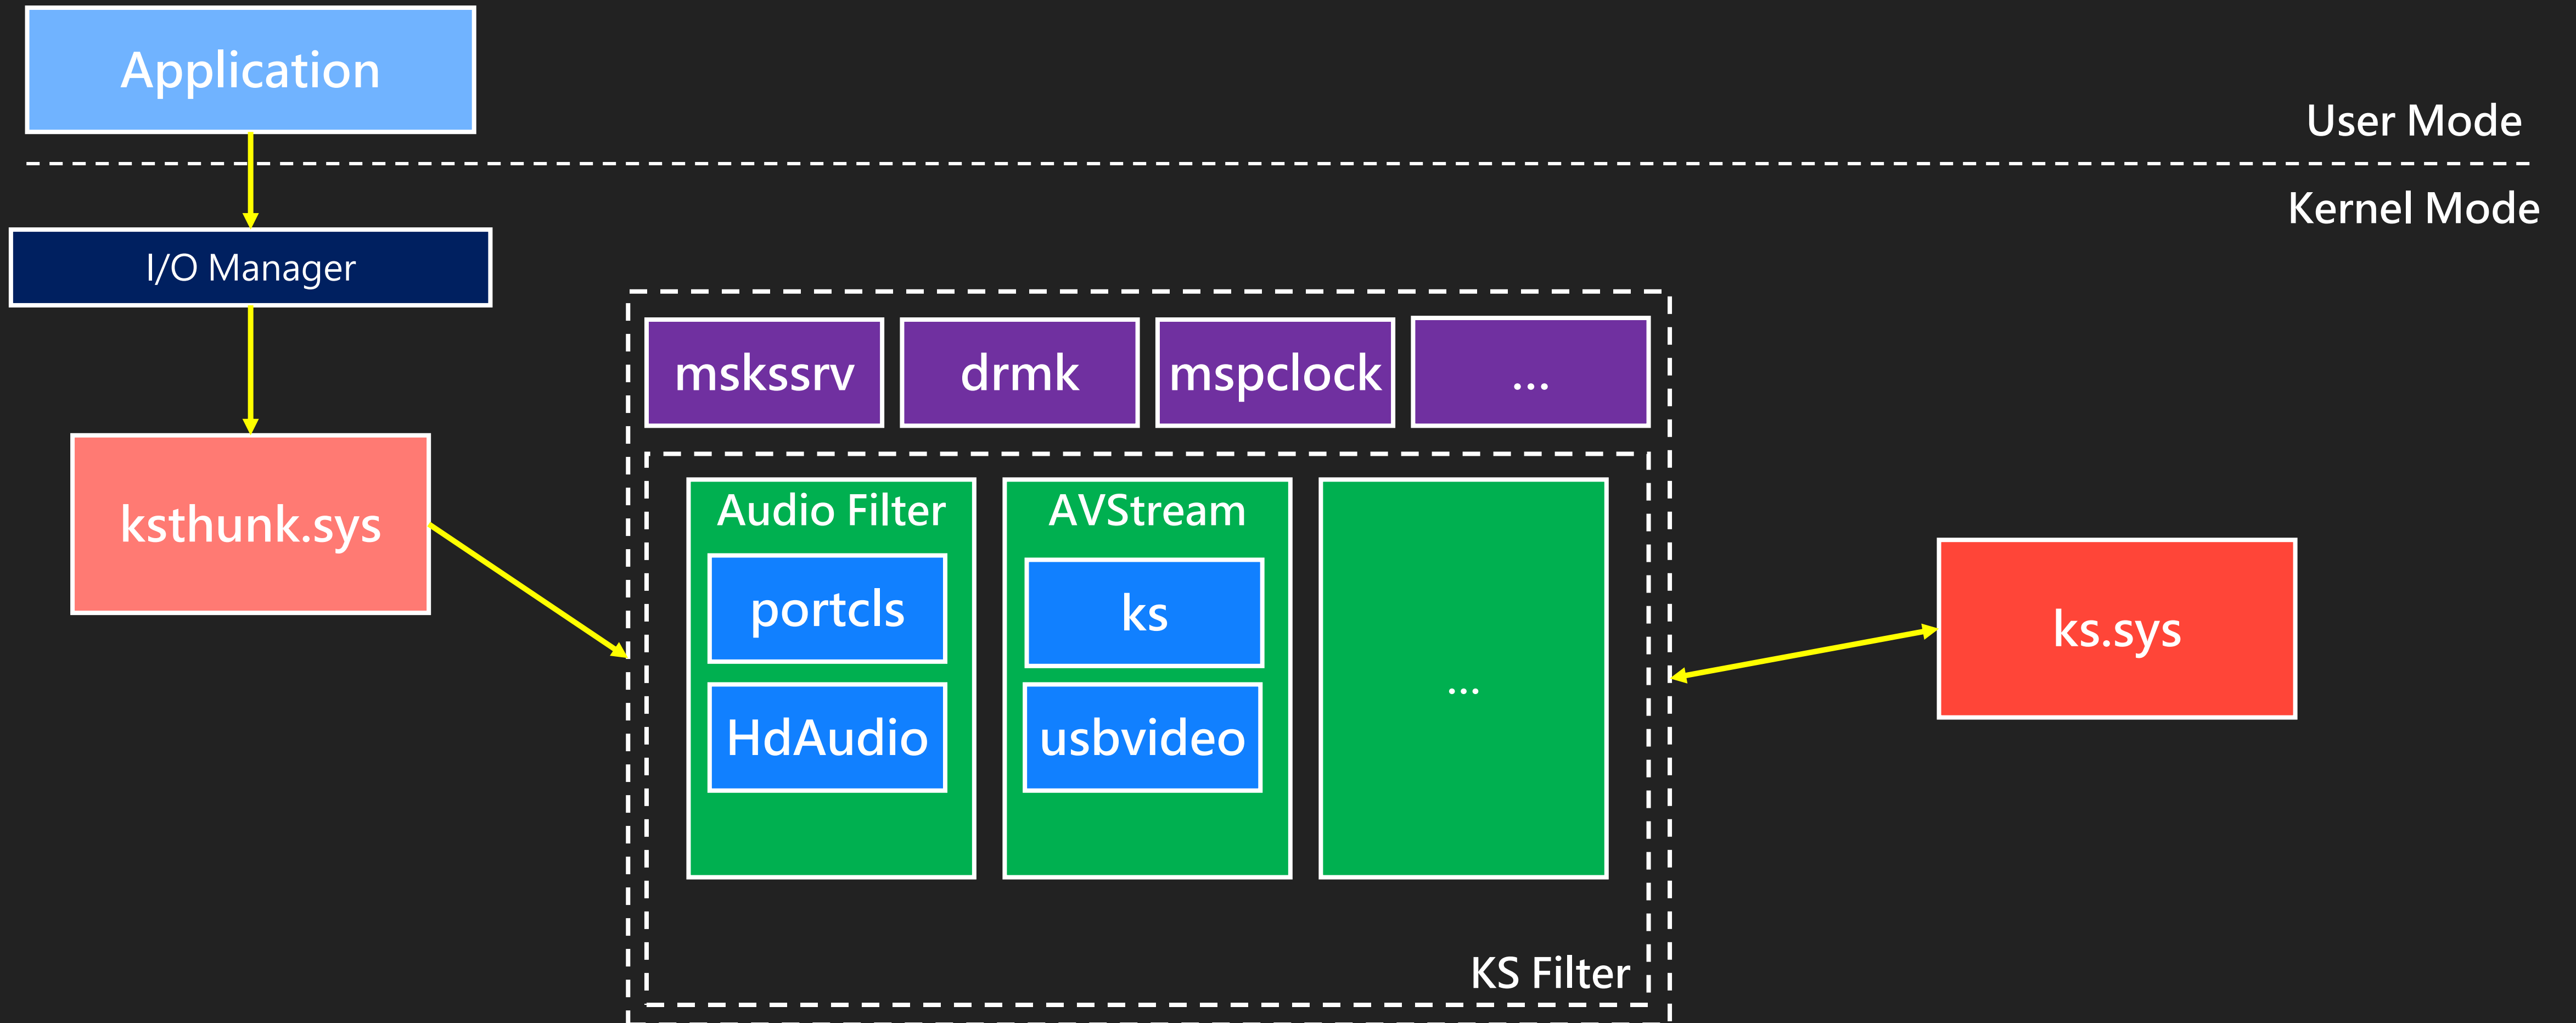 Application
User Mode
Kernel Mode
I/O Manager
ksthunk.sys
mskssrv
drmk
mspclock
...
Audio Filter
portcls
HdAudio
AVStream
ks
usbvideo
...
KS Filter
ks.sys